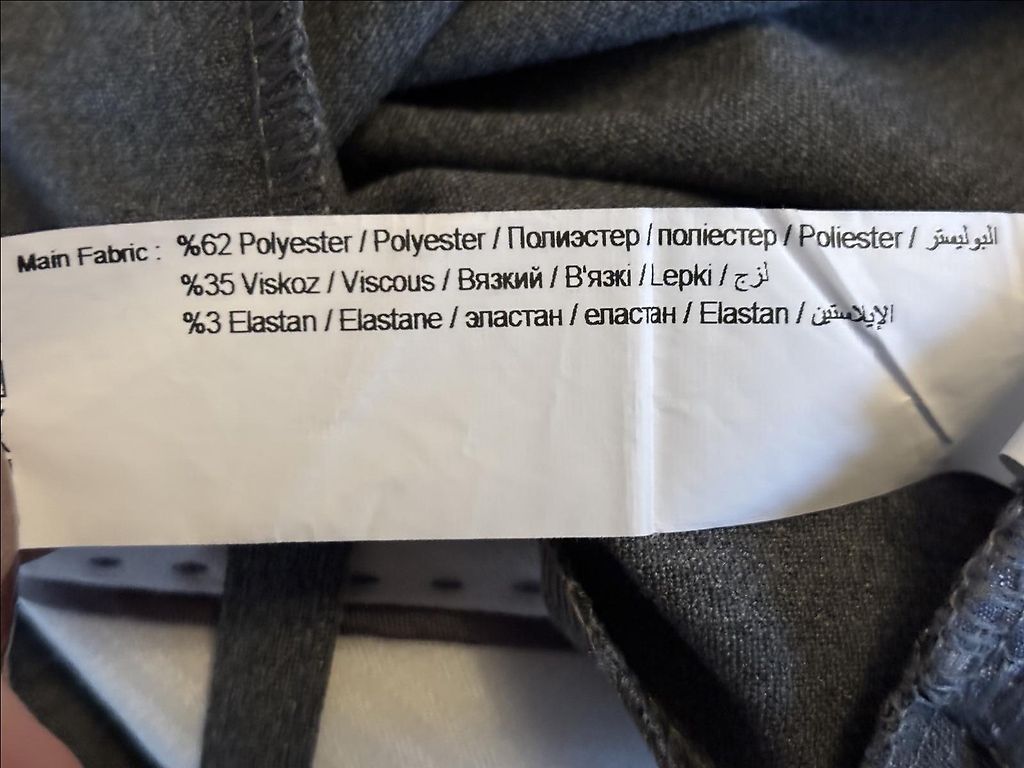 Main Fabric : %62 Polyester / Polyester / Полиэстер / поліестер / Poliester / البوليستر
%35 Viskoz / Viscous / Вязкий / В'язкі / Lepki / لزج
%3 Elastan / Elastane / эластан / еластан / Elastan / الإيلاستين